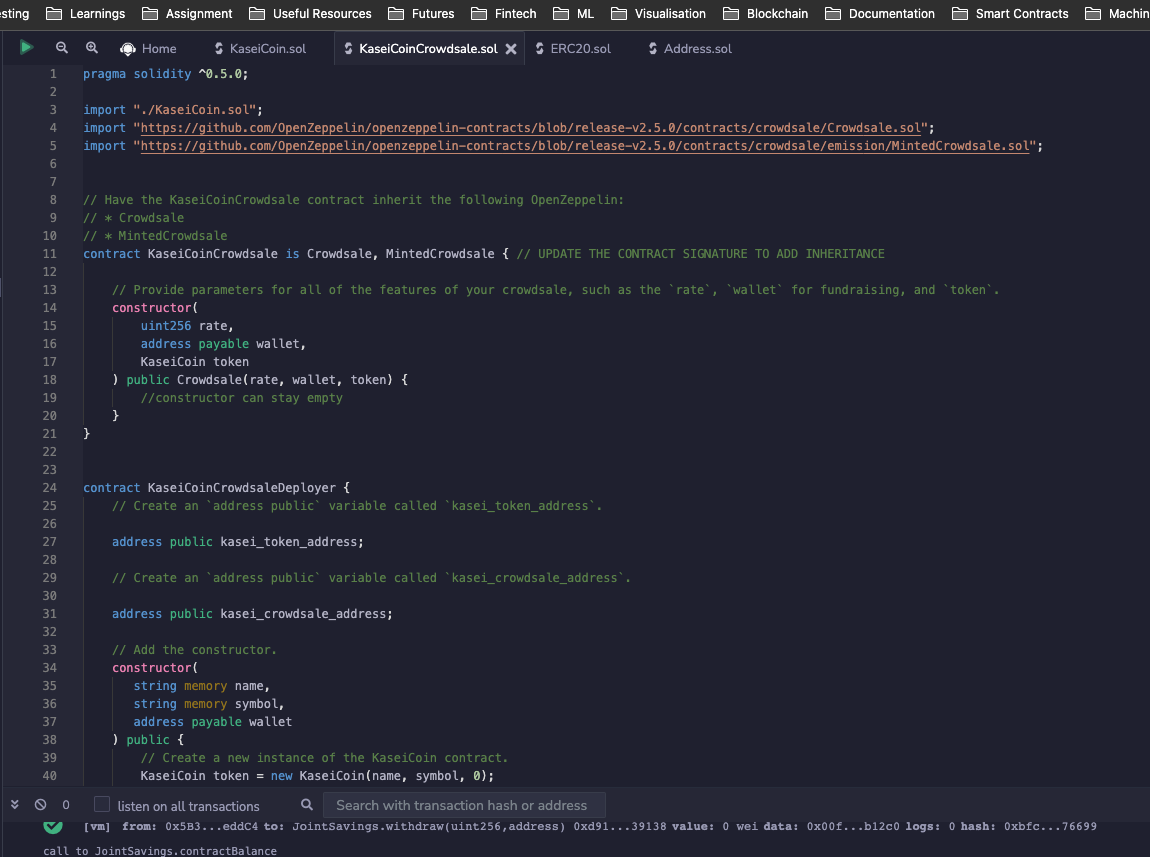 sting Learnings Assignment Useful Resources Futures Fintech ML Visualisation Blockchain Documentation Smart Contracts Machin
Home KaseiCoin.sol KaseiCoinCrowdsale.sol ERC20.sol Address.sol
1 pragma solidity ^0.5.0;
2
3 import "./KaseiCoin.sol";
4 import "https://github.com/OpenZeppelin/openzeppelin-contracts/blob/release-v2.5.0/contracts/crowdsale/Crowdsale.sol";
5 import "https://github.com/OpenZeppelin/openzeppelin-contracts/blob/release-v2.5.0/contracts/crowdsale/emission/MintedCrowdsale.sol";
6
7
8 // Have the KaseiCoinCrowdsale contract inherit the following OpenZeppelin:
9 // * Crowdsale
10 // * MintedCrowdsale
11 contract KaseiCoinCrowdsale is Crowdsale, MintedCrowdsale { // UPDATE THE CONTRACT SIGNATURE TO ADD INHERITANCE
12
13 // Provide parameters for all of the features of your crowdsale, such as the `rate`, `wallet` for fundraising, and `token`.
14 constructor(
15 uint256 rate,
16 address payable wallet,
17 KaseiCoin token
18 ) public Crowdsale(rate, wallet, token) {
19 //constructor can stay empty
20 }
21 }
22
23
24 contract KaseiCoinCrowdsaleDeployer {
25 // Create an `address public` variable called `kasei_token_address`.
26
27 address public kasei_token_address;
28
29 // Create an `address public` variable called `kasei_crowdsale_address`.
30
31 address public kasei_crowdsale_address;
32
33 // Add the constructor.
34 constructor(
35 string memory name,
36 string memory symbol,
37 address payable wallet
38 ) public {
39 // Create a new instance of the KaseiCoin contract.
40 KaseiCoin token = new KaseiCoin(name, symbol, 0);
0 listen on all transactions Search with transaction hash or address
[vm] from: 0x5B3...eddC4 to: JointSavings.withdraw(uint256,address) 0xd91...39138 value: 0 wei data: 0x00f...b12c0 logs: 0 hash: 0xbfc...76699
call to JointSavings.contractBalance